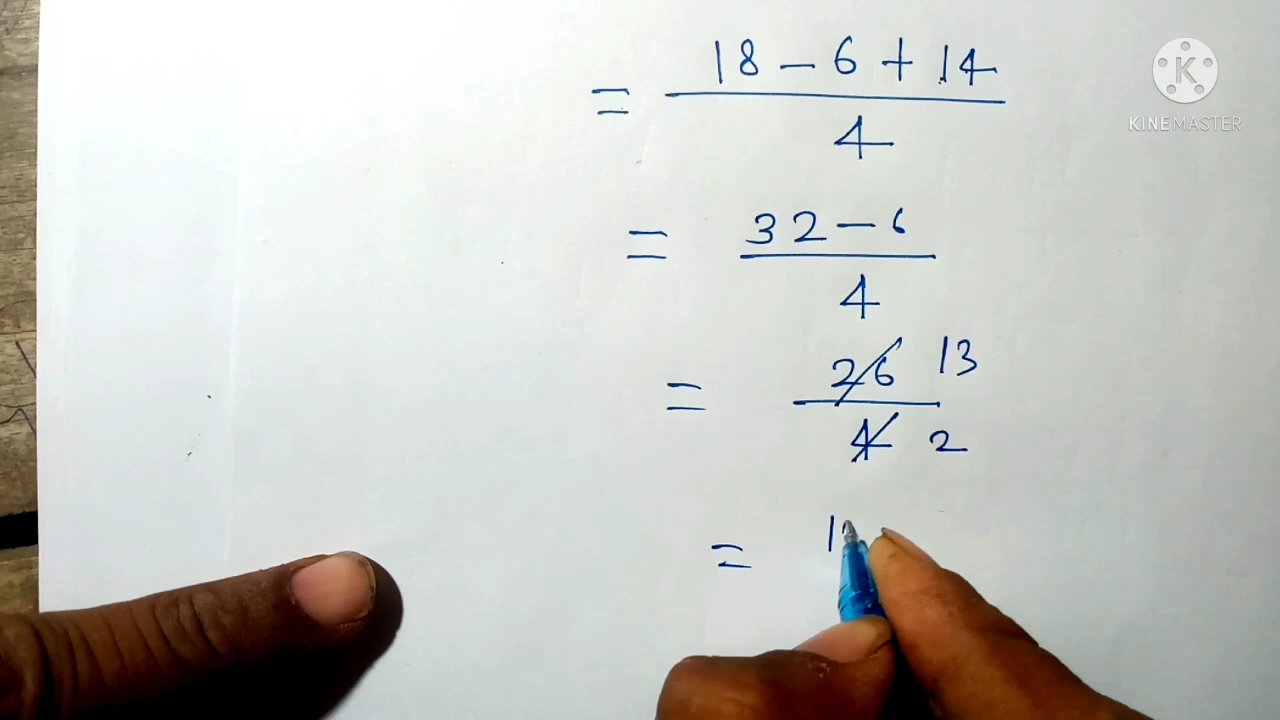 = 18 - 6 + 14 / 4
K
KINEMASTER
= 32 - 6 / 4
= 26 / 4 13 / 2
=